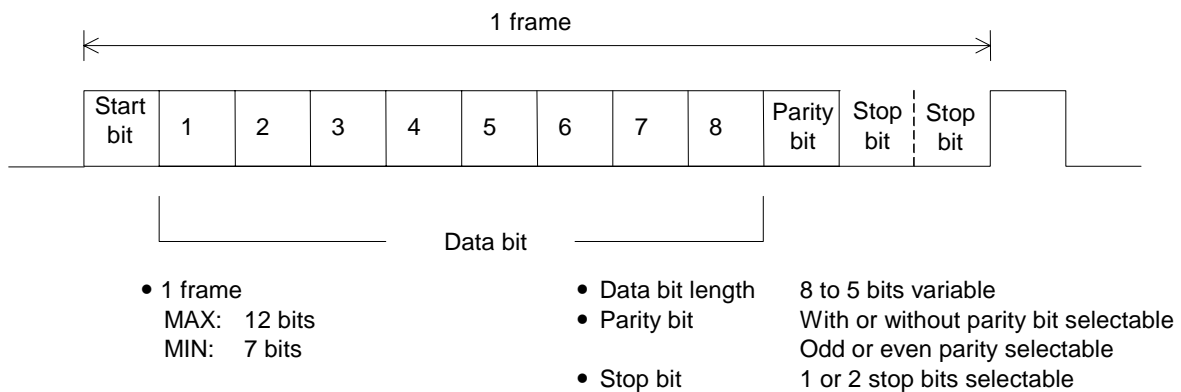 1 frame
Start bit 1 2 3 4 5 6 7 8 Parity bit Stop bit Stop bit
Data bit
• 1 frame
MAX: 12 bits
MIN: 7 bits
• Data bit length 8 to 5 bits variable
• Parity bit With or without parity bit selectable
Odd or even parity selectable
• Stop bit 1 or 2 stop bits selectable